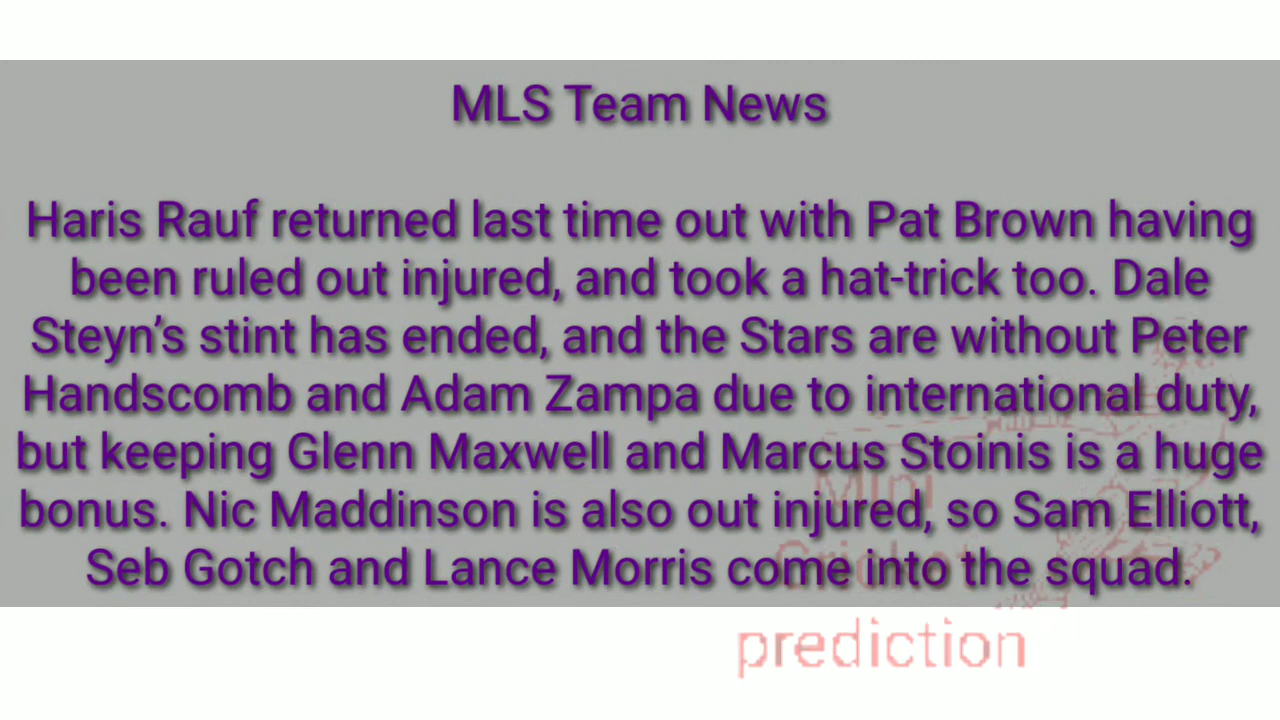 MLS Team News
Haris Rauf returned last time out with Pat Brown having
been ruled out injured, and took a hat-trick too. Dale
Steyn’s stint has ended, and the Stars are without Peter
Handscomb and Adam Zampa due to international duty,
but keeping Glenn Maxwell and Marcus Stoinis is a huge
bonus. Nic Maddinson is also out injured, so Sam Elliott,
Seb Gotch and Lance Morris come into the squad.
Mini
Cricket
prediction